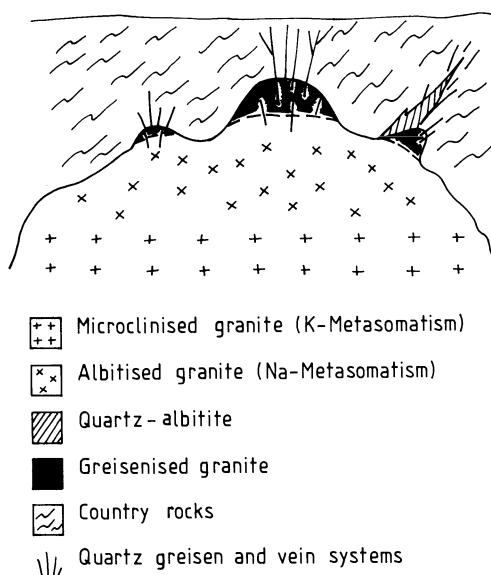 Microclinised granite (K-Metasomatism)
Albitised granite (Na-Metasomatism)
Quartz-albitite
Greisenised granite
Country rocks
Quartz greisen and vein systems